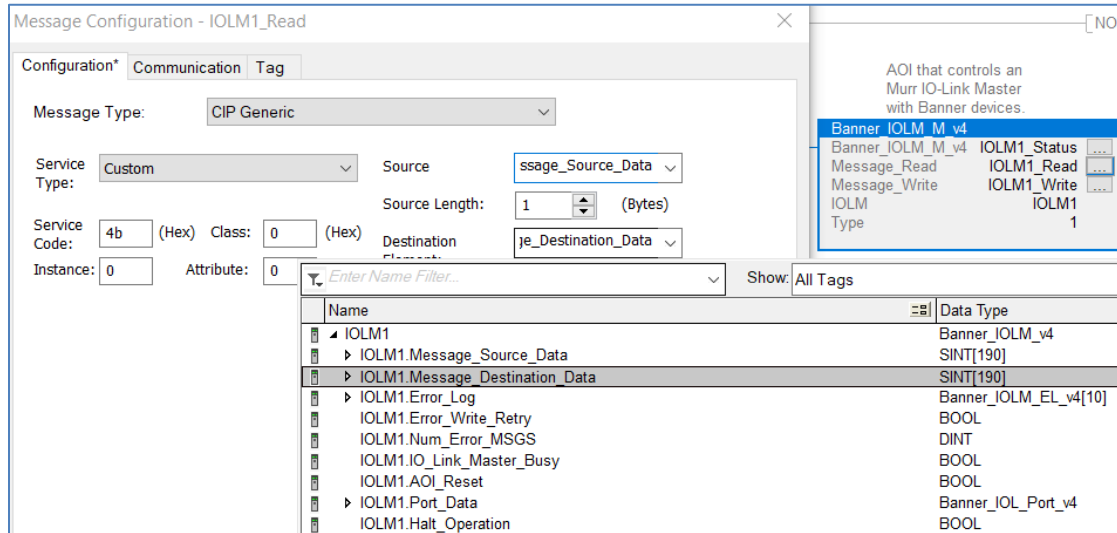 Message Configuration - IOLM1_Read
Configuration* Communication Tag
Message Type: CIP Generic
Service Type: Custom
Source ssage_Source_Data
Source Length: 1 (Bytes)
Service Code: 4b (Hex) Class: 0 (Hex)
Destination ge_Destination_Data
Instance: 0 Attribute: 0
AOI that controls an
Murr IO-Link Master
with Banner devices.
Banner_IOLM_M_v4
Banner_IOLM_M_v4 IOLM1_Status ...
Message_Read IOLM1_Read ...
Message_Write IOLM1_Write ...
IOLM IOLM1
Type 1
Enter Name Filter... Show: All Tags
Name Data Type
IOLM1 Banner_IOLM_v4
IOLM1.Message_Source_Data SINT[190]
IOLM1.Message_Destination_Data SINT[190]
IOLM1.Error_Log Banner_IOLM_EL_v4[10]
IOLM1.Error_Write_Retry BOOL
IOLM1.Num_Error_MSGS DINT
IOLM1.IO_Link_Master_Busy BOOL
IOLM1.AOI_Reset BOOL
IOLM1.Port_Data Banner_IOL_Port_v4
IOLM1.Halt_Operation BOOL